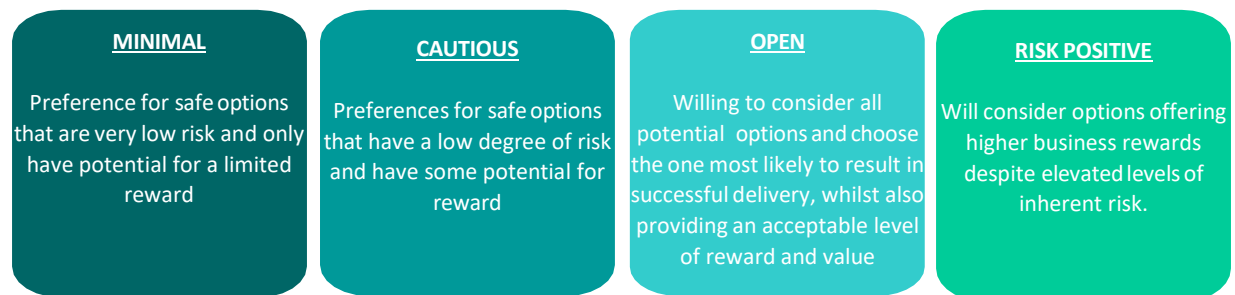 MINIMAL
Preference for safe options
that are very low risk and only
have potential for a limited
reward
CAUTIOUS
Preferences for safe options
that have a low degree of risk
and have some potential for
reward
OPEN
Willing to consider all
potential options and choose
the one most likely to result in
successful delivery, whilst also
providing an acceptable level
of reward and value
RISK POSITIVE
Will consider options offering
higher business rewards
despite elevated levels of
inherent risk.